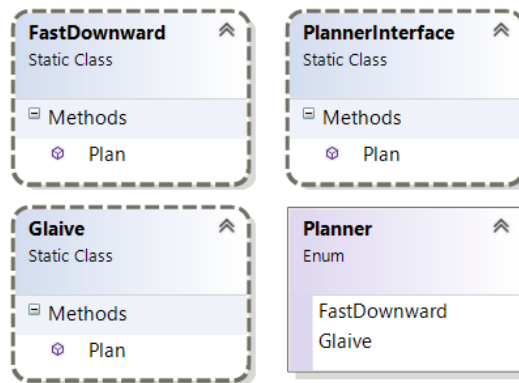 FastDownward
Static Class
Methods
Plan
PlannerInterface
Static Class
Methods
Plan
Glaive
Static Class
Methods
Plan
Planner
Enum
FastDownward
Glaive